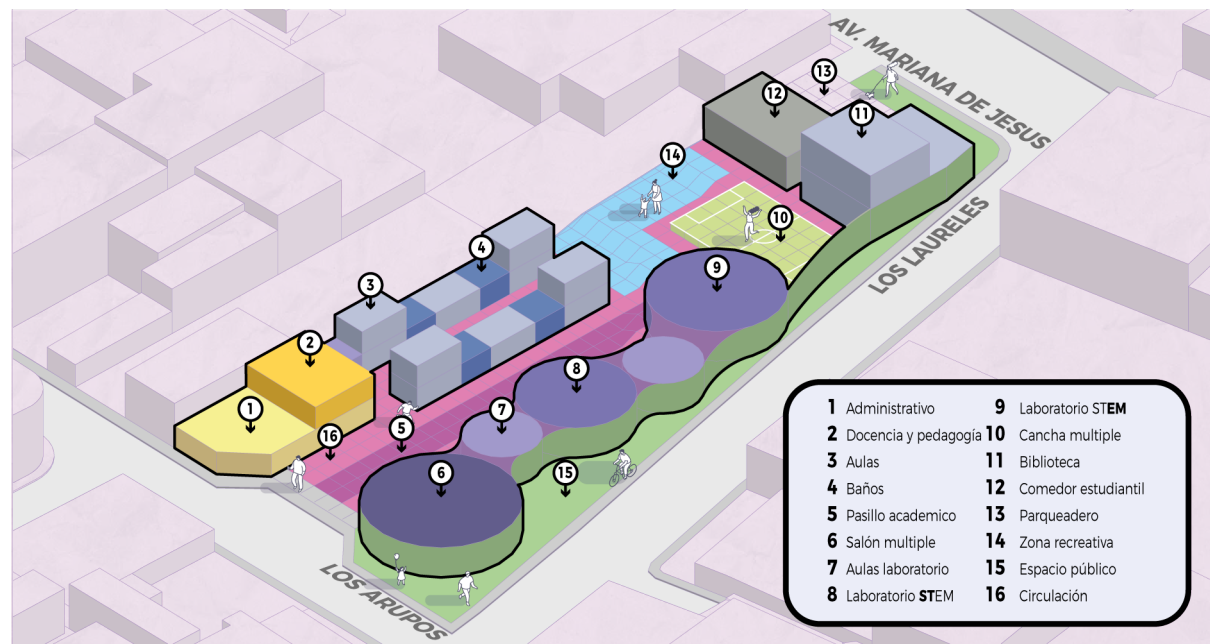 AV. MARIANA DE JESUS
13
12
11
14
10
4
9
3
LOS LAURELES
2
8
1
7
5
16
6
15
LOS ARUPOS
1 Administrativo
2 Docencia y pedagogía
3 Aulas
4 Baños
5 Pasillo academico
6 Salón multiple
7 Aulas laboratorio
8 Laboratorio STEM
9 Laboratorio STEM
10 Cancha multiple
11 Biblioteca
12 Comedor estudiantil
13 Parqueadero
14 Zona recreativa
15 Espacio público
16 Circulación